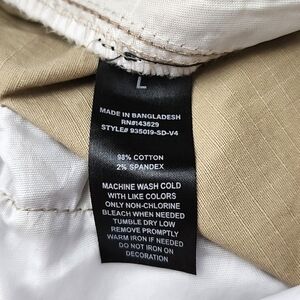 L
MADE IN BANGLADESH
RN#143629
STYLE# 935019-SD-V4
98% COTTON
2% SPANDEX
MACHINE WASH COLD
WITH LIKE COLORS
ONLY NON-CHLORINE
BLEACH WHEN NEEDED
TUMBLE DRY LOW
REMOVE PROMPTLY
WARM IRON IF NEEDED
DO NOT IRON ON
DECORATION